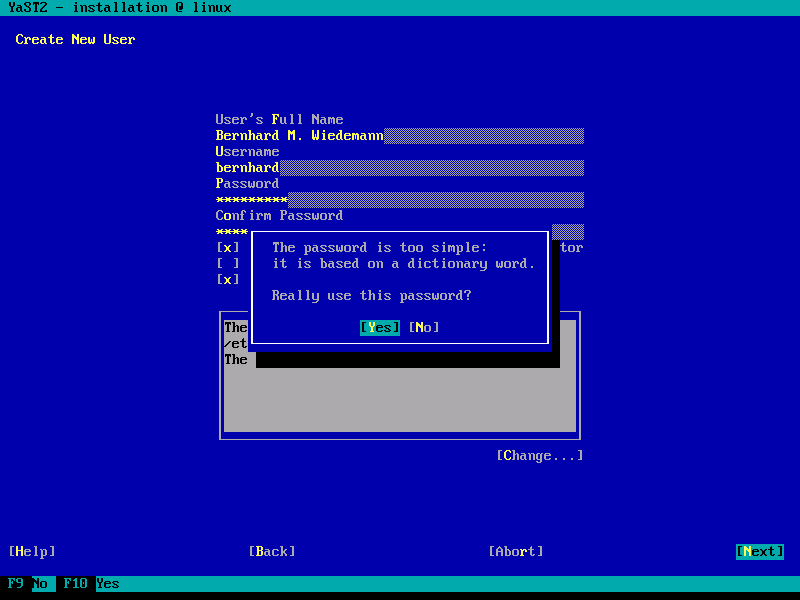 YaST2 - installation @ linux
Create New User
User's Full Name
Bernhard M. Wiedemann
Username
bernhard
Password
*********
Confirm Password
****
[x] tor
[ ]
[x]
The password is too simple:
it is based on a dictionary word.
Really use this password?
[Yes] [No]
The
/et
The
[Change...]
[Help] [Back] [Abort] [Next]
F9 No F10 Yes